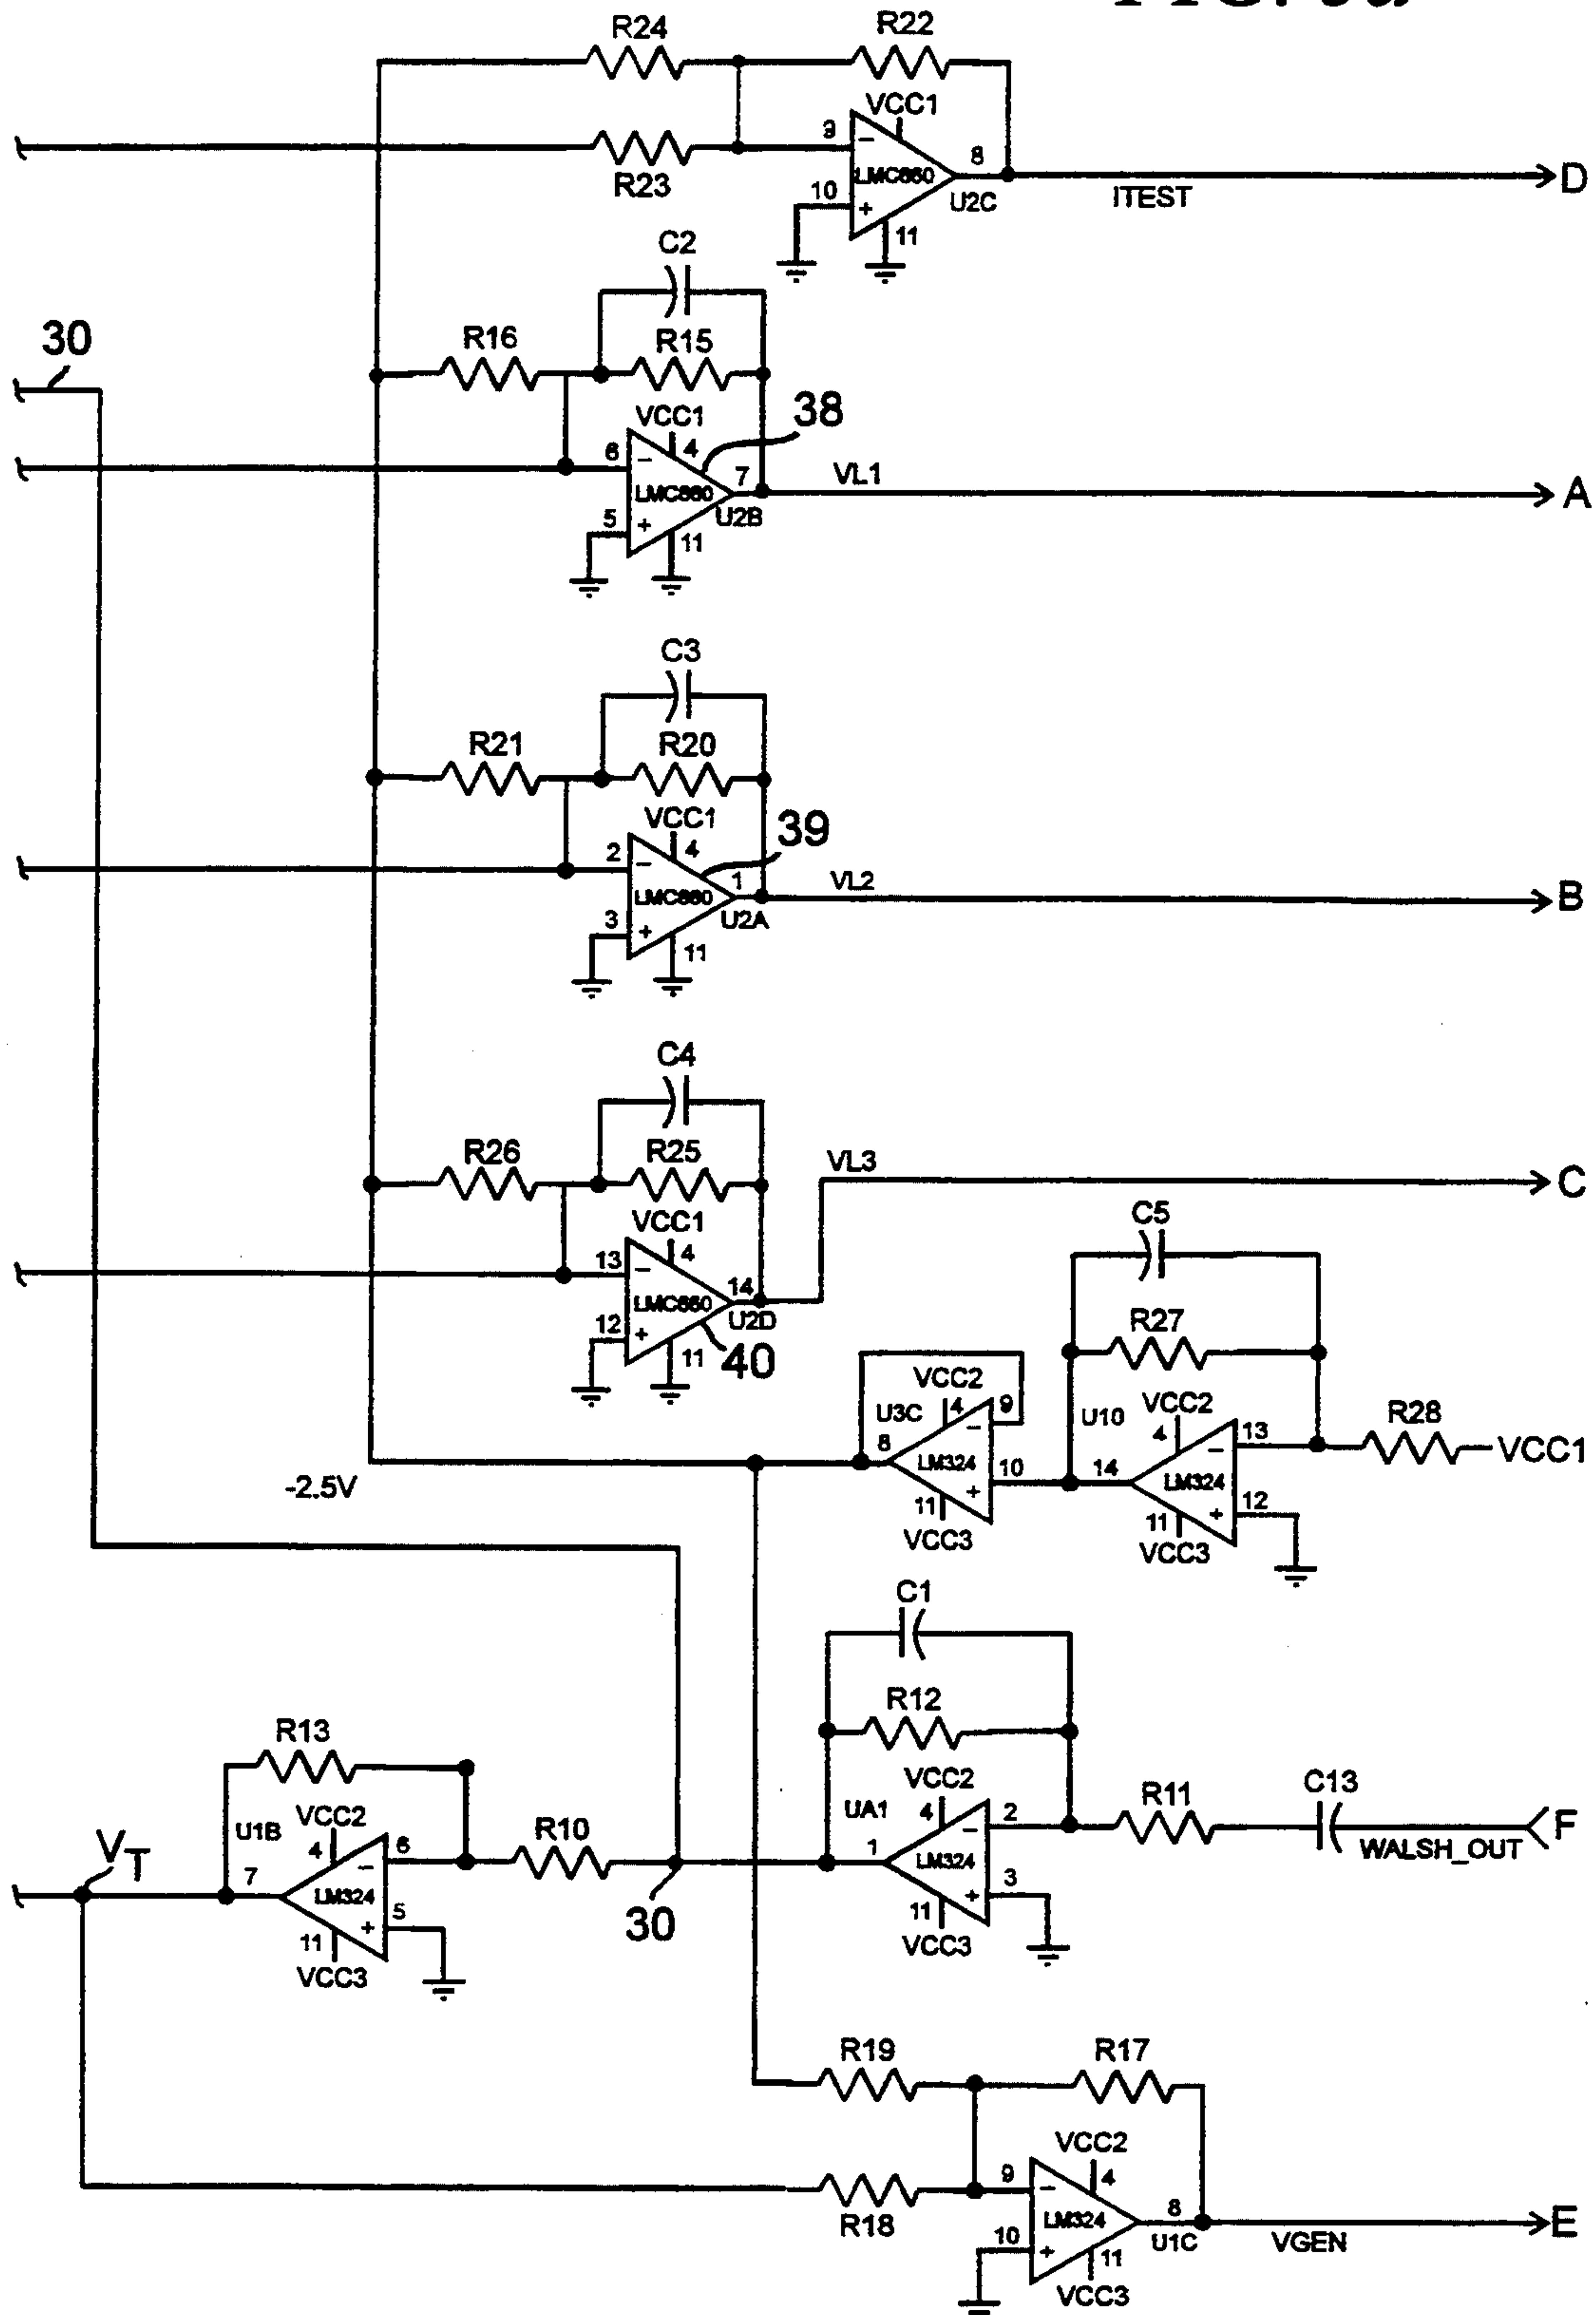 R24
R22
VCC1
9
−
8
D
R23
LMC660
10
+
U2C
ITEST
11
C2
30
R16
R15
VCC1
38
6
−
4
7
VL1
A
LMC660
5
+
U2B
11
C3
R21
R20
VCC1
39
2
−
4
1
VL2
B
LMC660
3
+
U2A
11
C4
R26
R25
VL3
C
VCC1
C5
13
−
4
14
LMC660
U2D
12
+
11
40
R27
VCC2
U3C
4
9
−
U10
VCC2
R28
8
4
−
13
VCC1
LM324
10
14
LM324
-2.5V
+
12
11
+
11
VCC3
VCC3
C1
R12
R13
VCC2
C13
R11
UA1
4
2
−
F
VCC2
U1B
R10
WALSH_OUT
VT
4
6
−
1
LM324
7
LM324
3
+
5
+
30
11
11
VCC3
VCC3
R19
R17
VCC2
9
−
4
R18
LM324
8
E
10
+
U1C
VGEN
11
VCC3